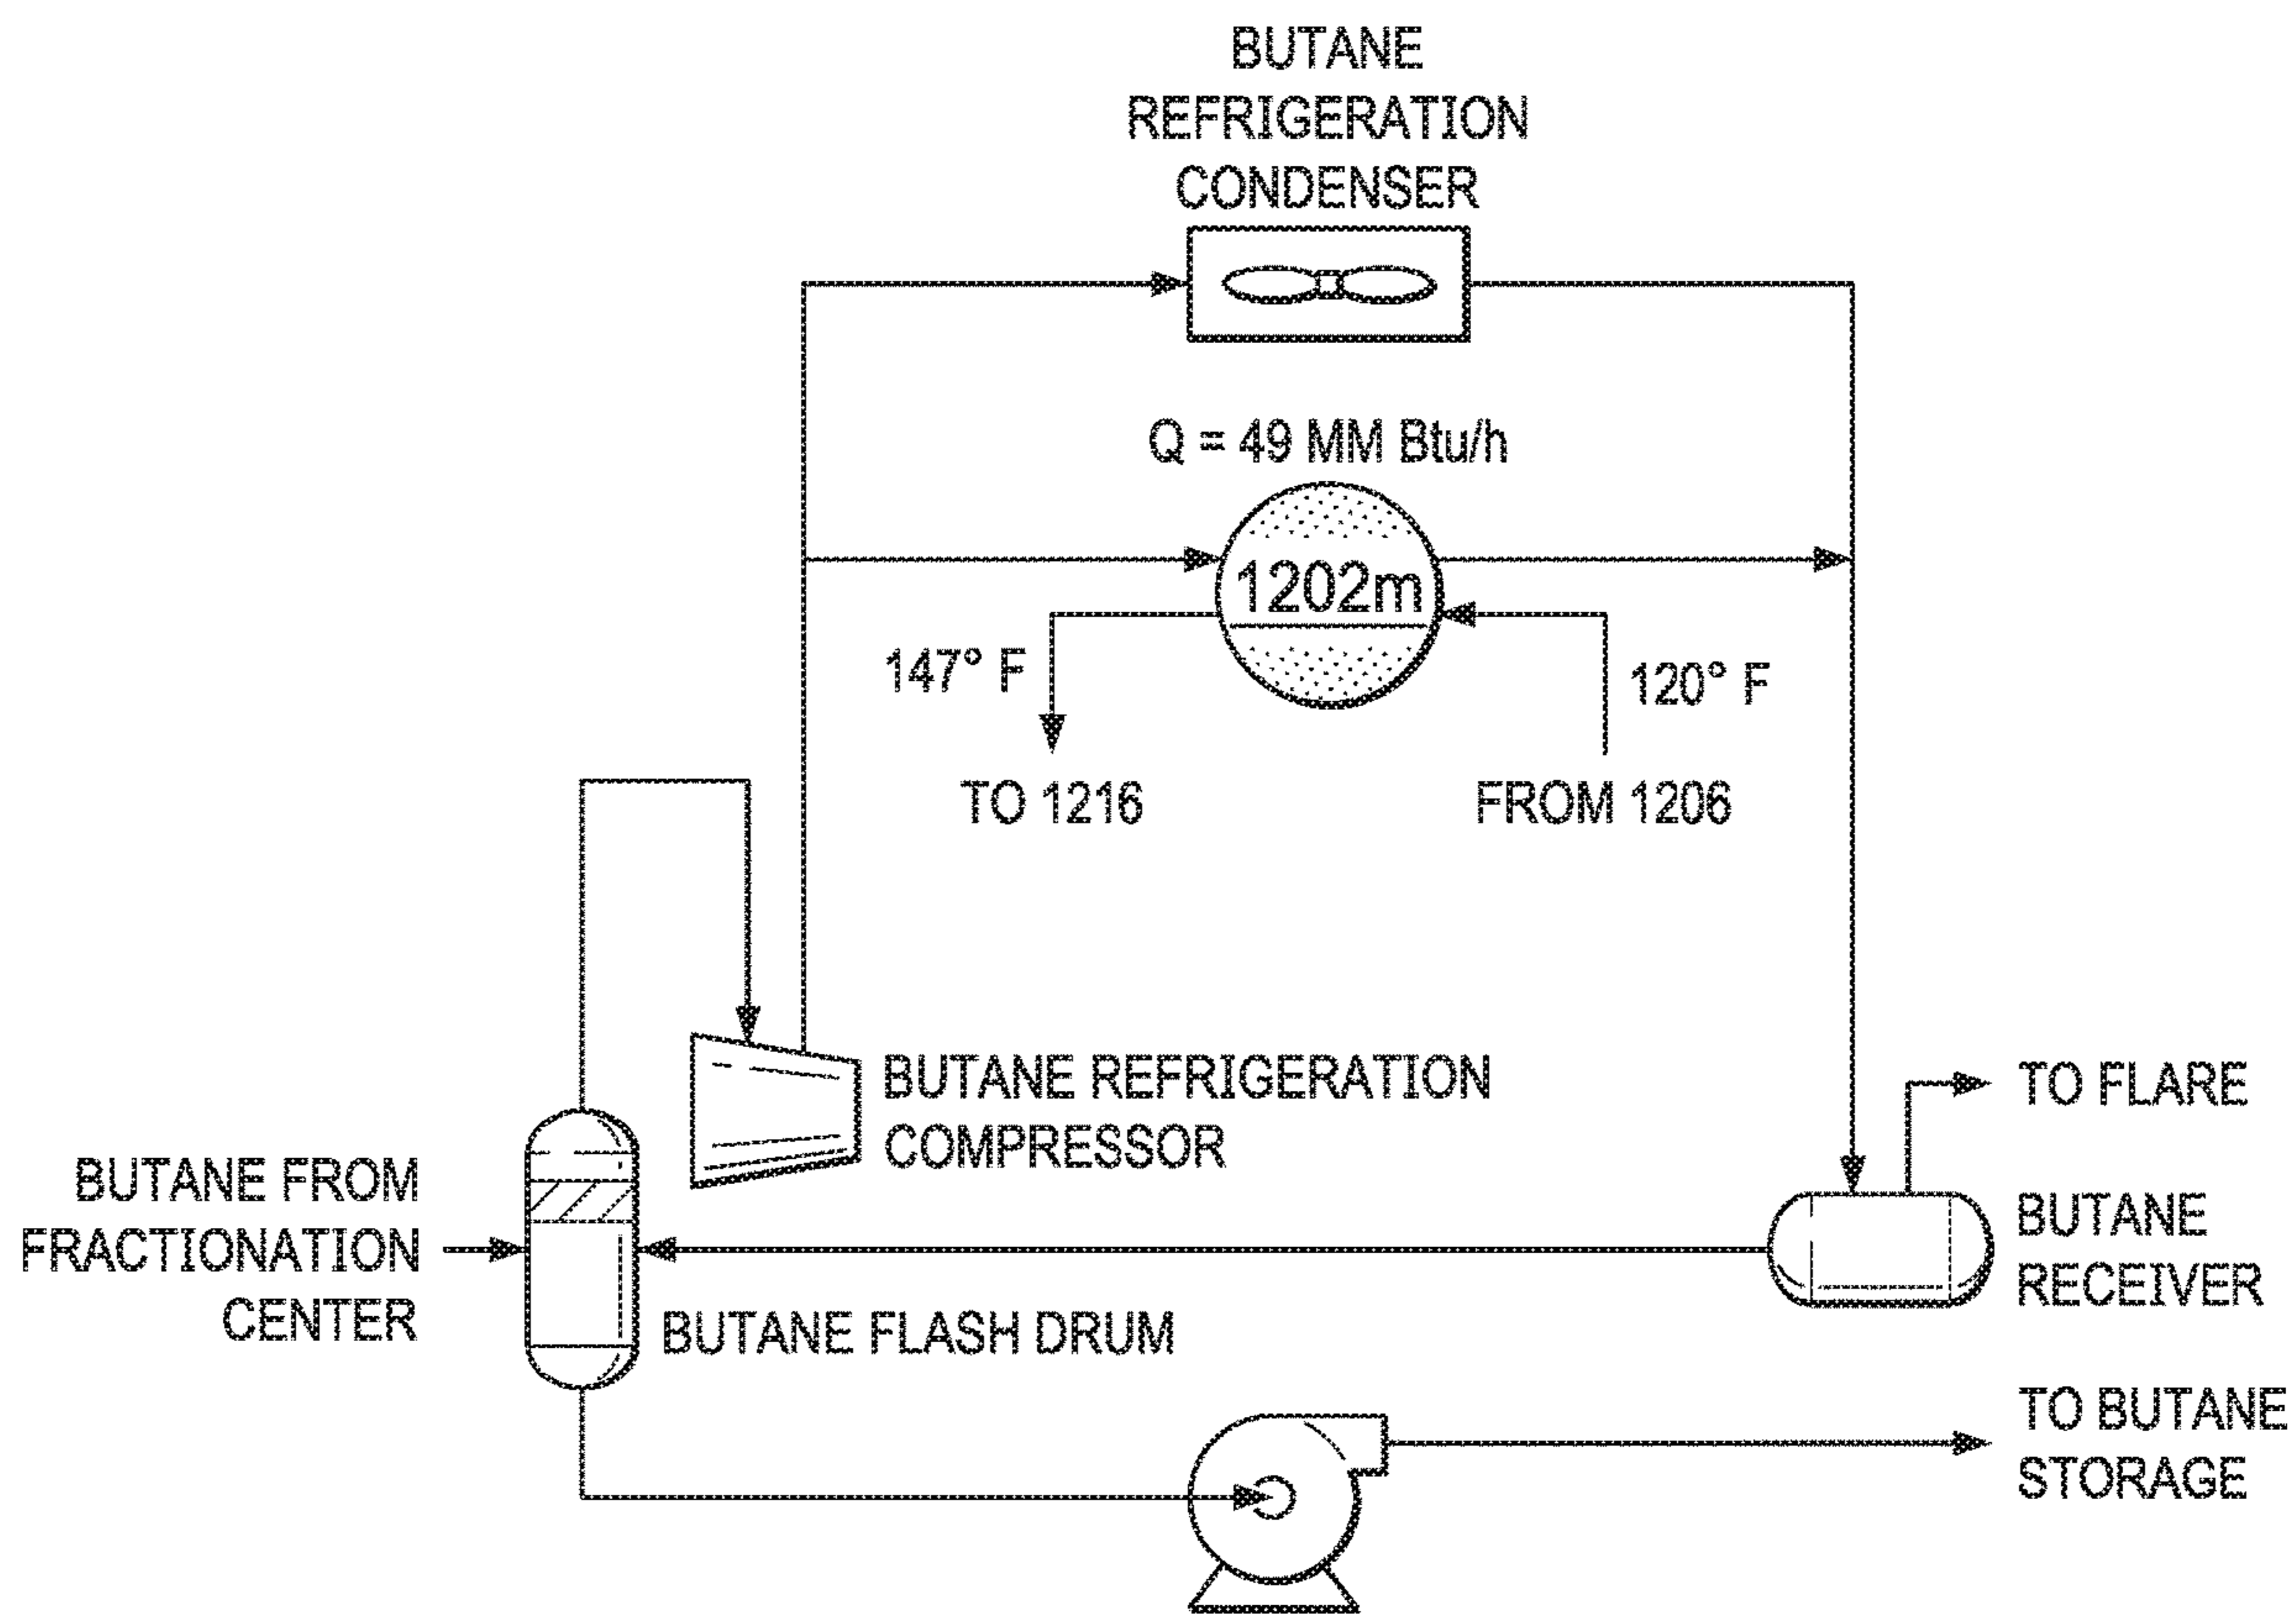 BUTANE
REFRIGERATION
CONDENSER
Q = 49 MM Btu/h
1202m
147° F
120° F
TO 1216
FROM 1206
BUTANE REFRIGERATION
COMPRESSOR
TO FLARE
BUTANE FROM
FRACTIONATION
CENTER
BUTANE
RECEIVER
BUTANE FLASH DRUM
TO BUTANE
STORAGE